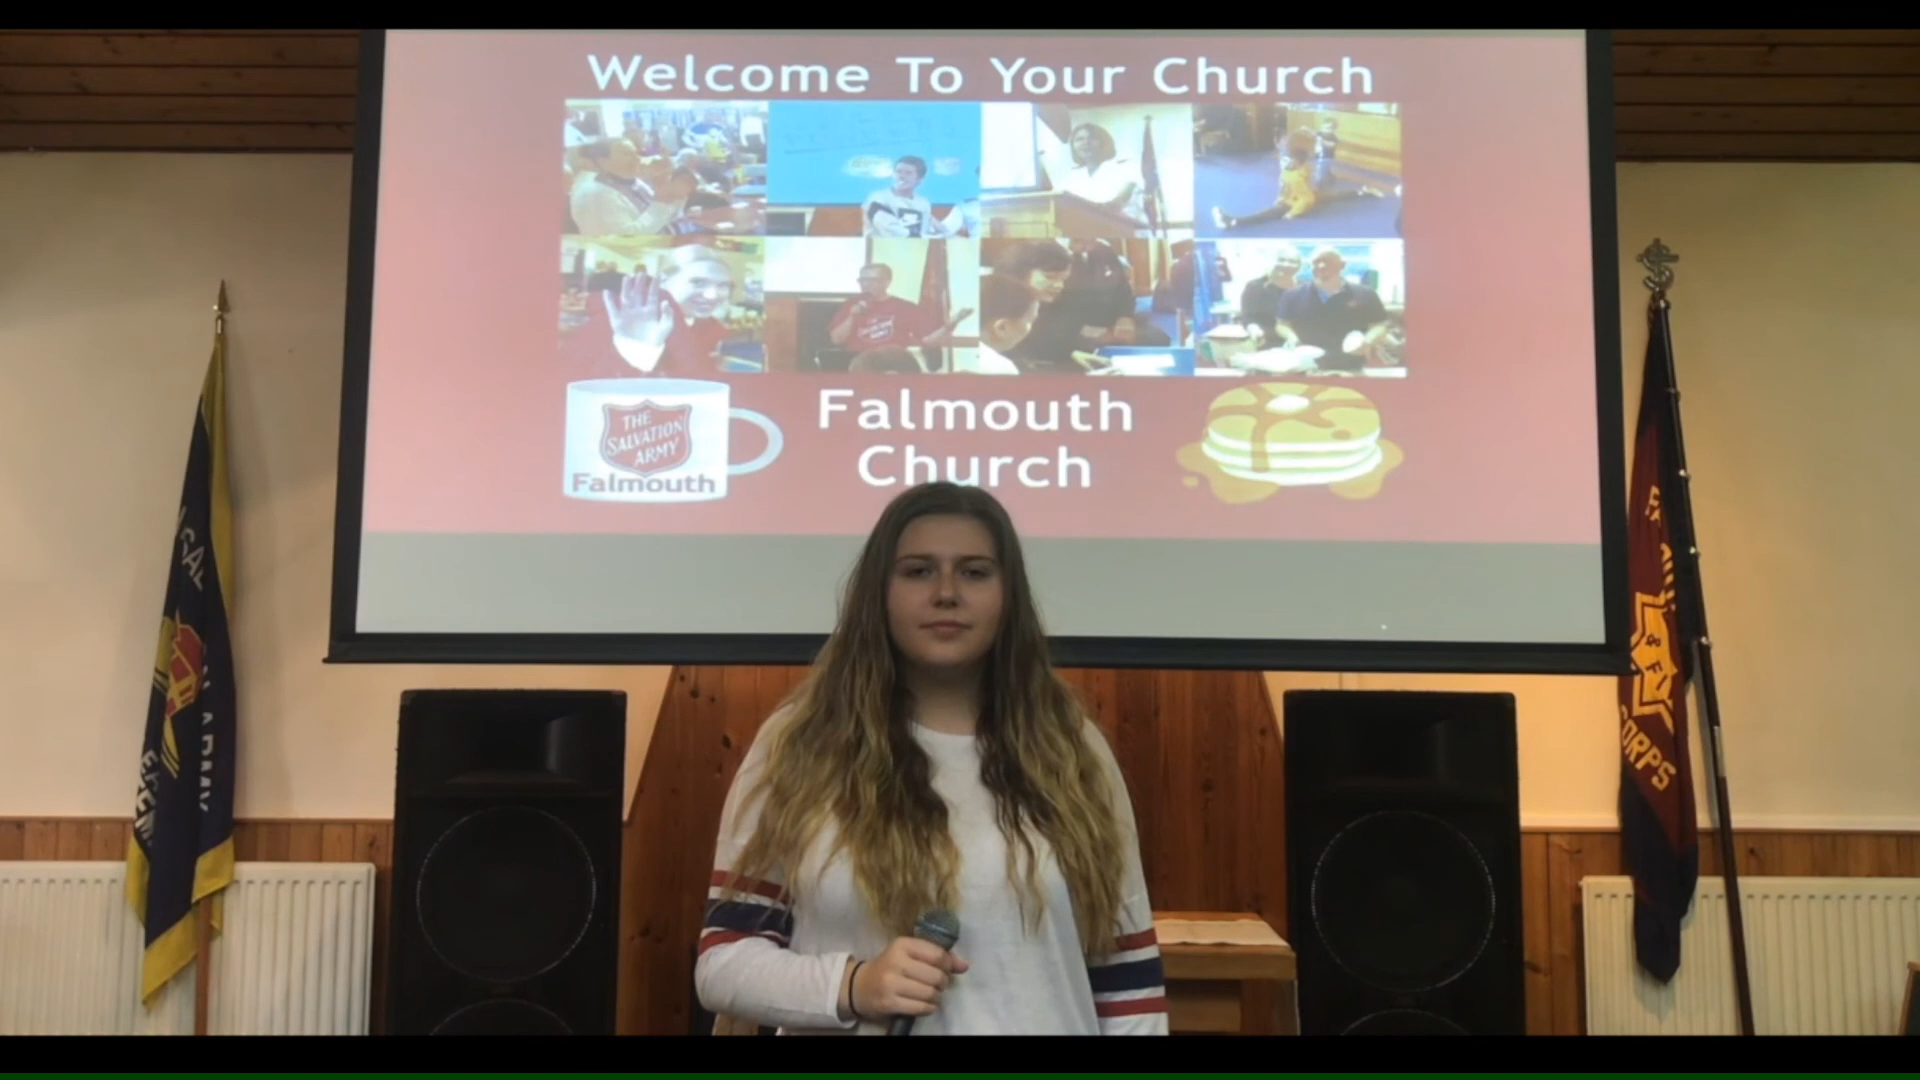 Welcome To Your Church
THE
SALVATION
ARMY
Falmouth
Falmouth
Church
CORPS